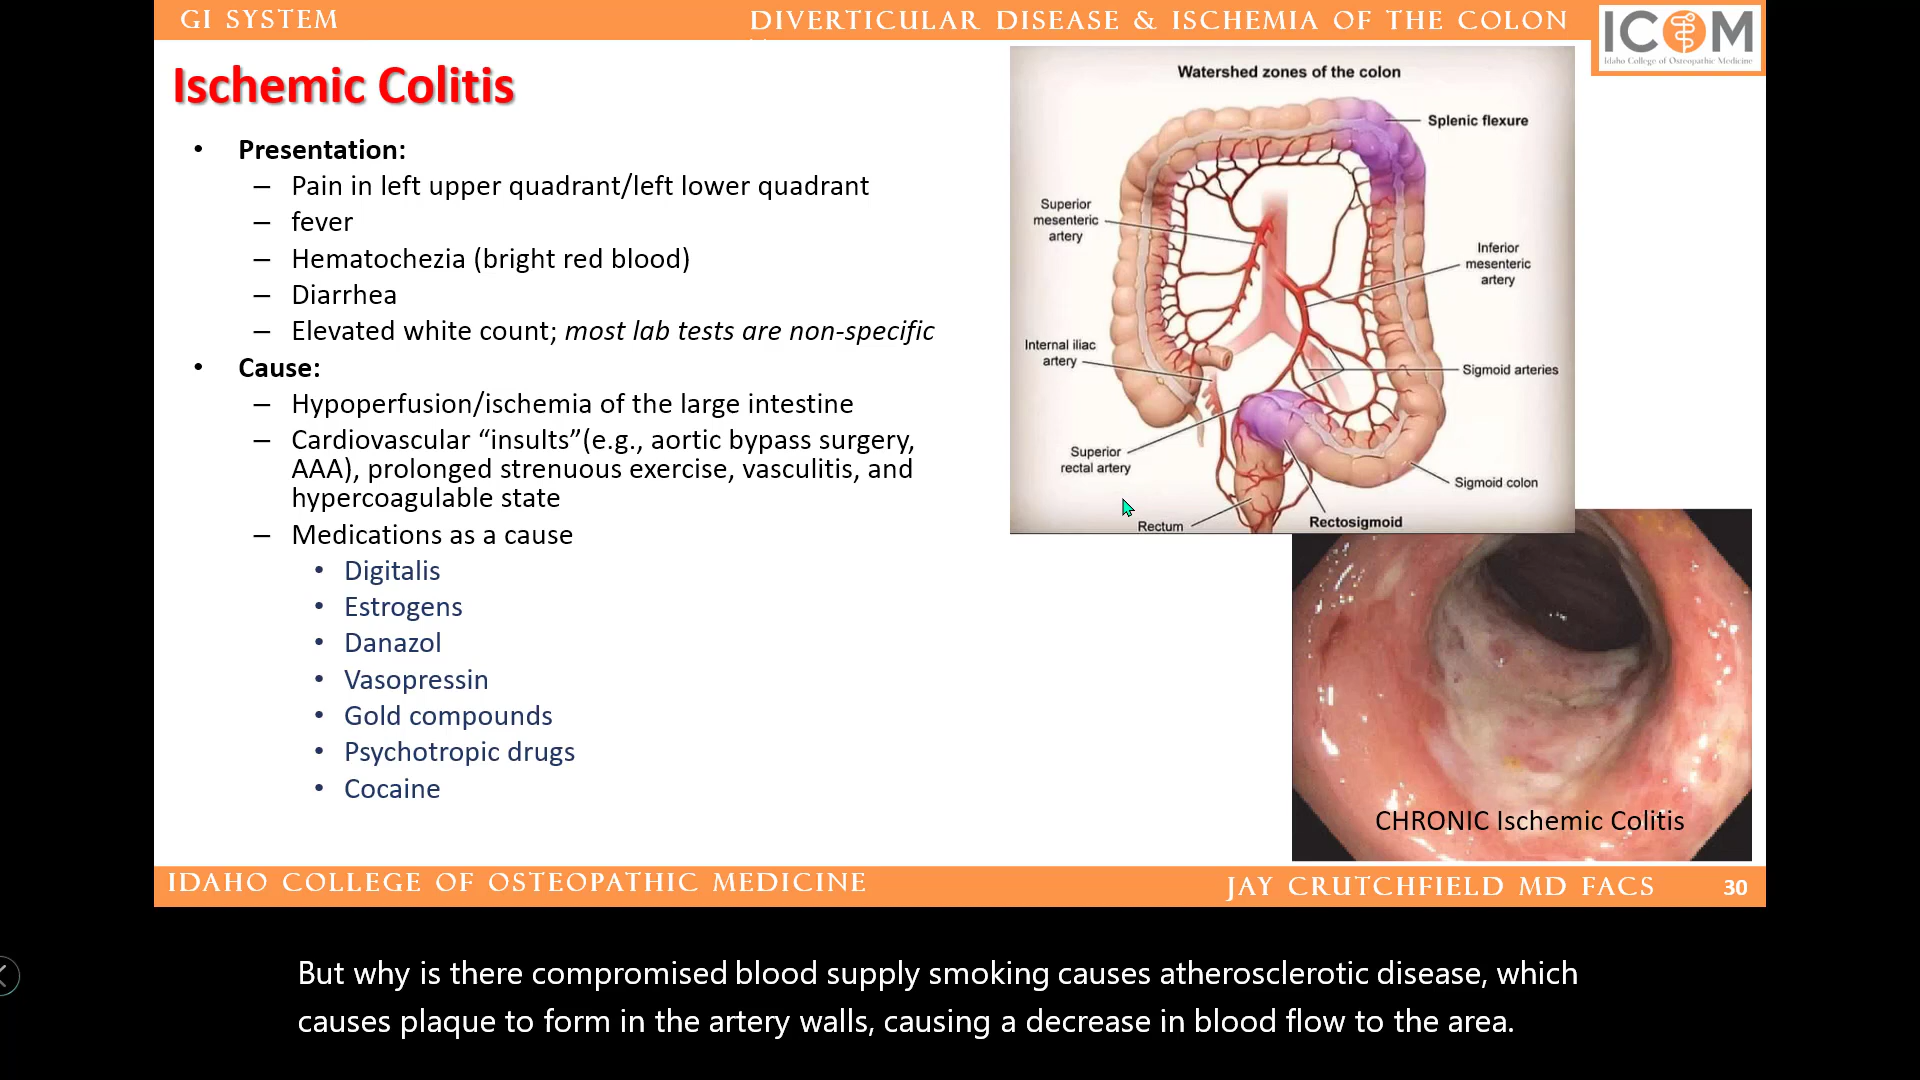 GI SYSTEM
DIVERTICULAR DISEASE & ISCHEMIA OF THE COLON
ICOM
Idaho College of Osteopathic Medicine
Ischemic Colitis
• Presentation:
– Pain in left upper quadrant/left lower quadrant
– fever
– Hematochezia (bright red blood)
– Diarrhea
– Elevated white count; most lab tests are non-specific
• Cause:
– Hypoperfusion/ischemia of the large intestine
– Cardiovascular “insults”(e.g., aortic bypass surgery,
AAA), prolonged strenuous exercise, vasculitis, and
hypercoagulable state
– Medications as a cause
• Digitalis
• Estrogens
• Danazol
• Vasopressin
• Gold compounds
• Psychotropic drugs
• Cocaine
Watershed zones of the colon
Splenic flexure
Superior
mesenteric
artery
Inferior
mesenteric
artery
Internal iliac
artery
Sigmoid arteries
Superior
rectal artery
Sigmoid colon
Rectum
Rectosigmoid
CHRONIC Ischemic Colitis
IDAHO COLLEGE OF OSTEOPATHIC MEDICINE
JAY CRUTCHFIELD MD FACS
30
But why is there compromised blood supply smoking causes atherosclerotic disease, which
causes plaque to form in the artery walls, causing a decrease in blood flow to the area.